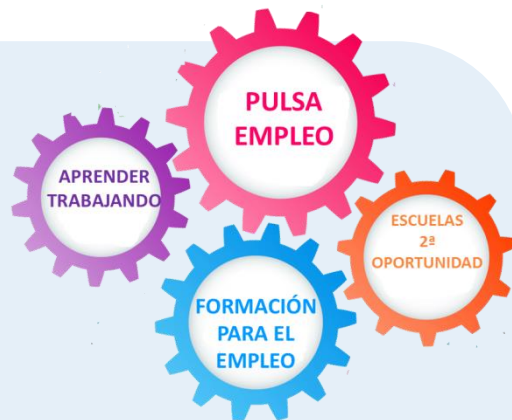 PULSA
EMPLEO
APRENDER
TRABAJANDO
ESCUELAS
2ª
OPORTUNIDAD
FORMACIÓN
PARA EL
EMPLEO